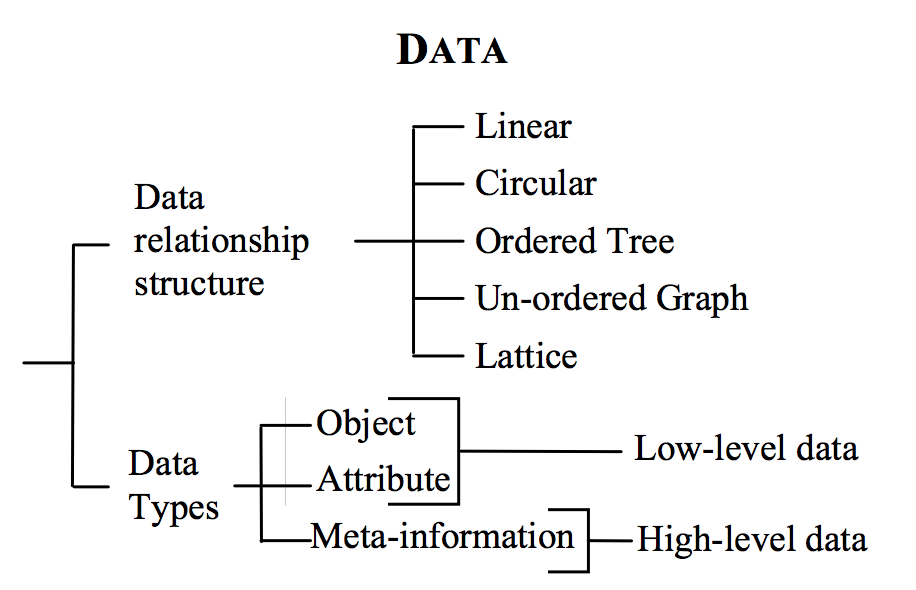 DATA
Data
relationship
structure
Linear
Circular
Ordered Tree
Un-ordered Graph
Lattice
Data
Types
Object
Attribute
Meta-information
Low-level data
High-level data